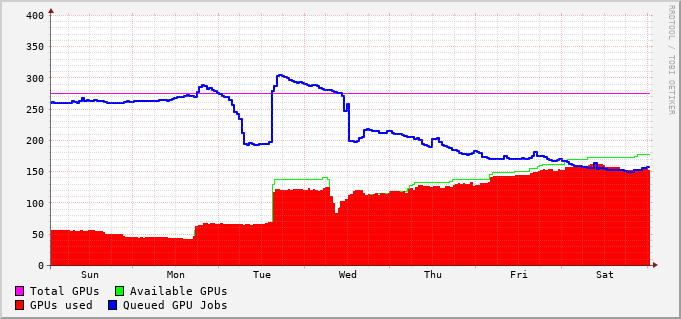 400
350
300
250
200
150
100
50
0
Sun Mon Tue Wed Thu Fri Sat
Total GPUs Available GPUs
GPUs used Queued GPU Jobs
RRDTOOL / TOBI OETIKER